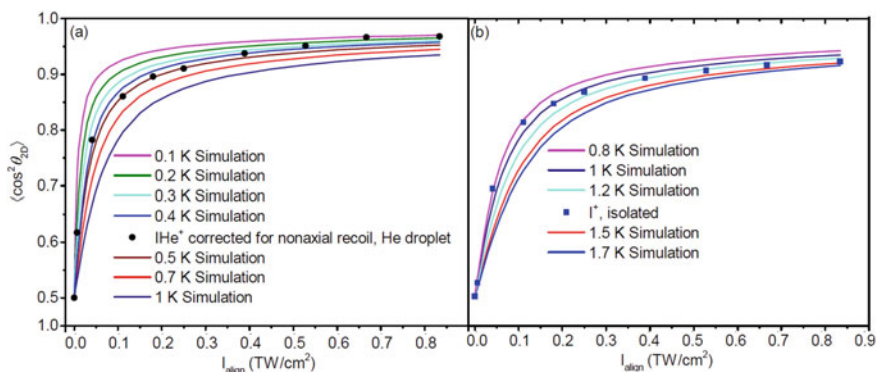 (a)
1.0
0.9
0.8
0.7
0.6
0.5
1.0
⟨cos²θ₂D⟩
0.1 K Simulation
0.2 K Simulation
0.3 K Simulation
0.4 K Simulation
IHe⁺ corrected for nonaxial recoil, He droplet
0.5 K Simulation
0.7 K Simulation
1 K Simulation
0.0 0.1 0.2 0.3 0.4 0.5 0.6 0.7 0.8
I_align (TW/cm²)
(b)
0.8 K Simulation
1 K Simulation
1.2 K Simulation
I⁺, isolated
1.5 K Simulation
1.7 K Simulation
0.0 0.1 0.2 0.3 0.4 0.5 0.6 0.7 0.8 0.9
I_align (TW/cm²)